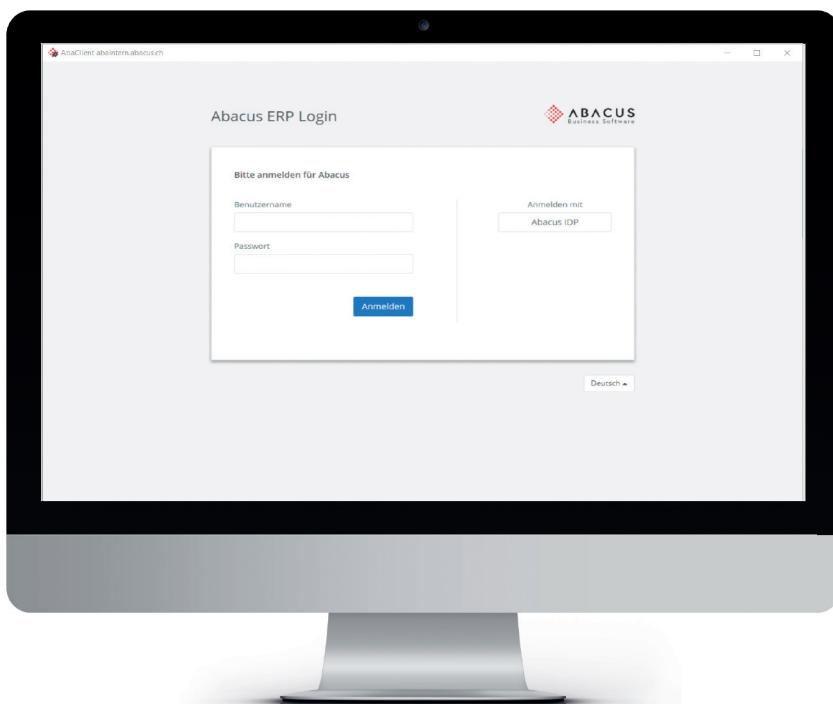 AbaClient abaintern.abacus.ch
Abacus ERP Login
ABACUS
Business Software
Bitte anmelden für Abacus
Benutzername
Anmelden mit
Abacus IDP
Passwort
Anmelden
Deutsch